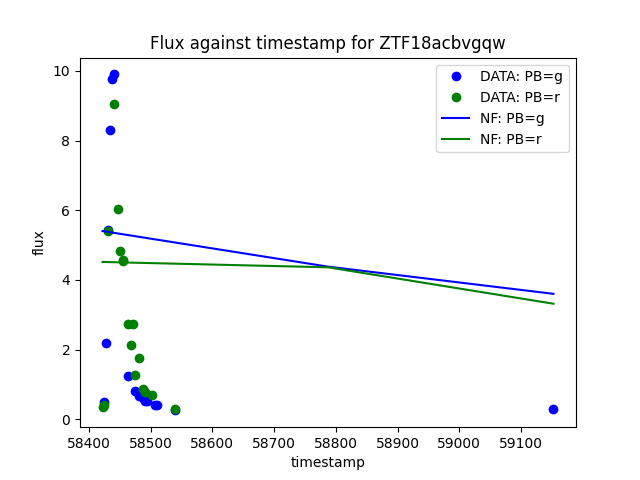 Flux against timestamp for ZTF18acbvgqw
DATA: PB=g
DATA: PB=r
NF: PB=g
NF: PB=r
flux
10
8
6
4
2
0
58400 58500 58600 58700 58800 58900 59000 59100
timestamp